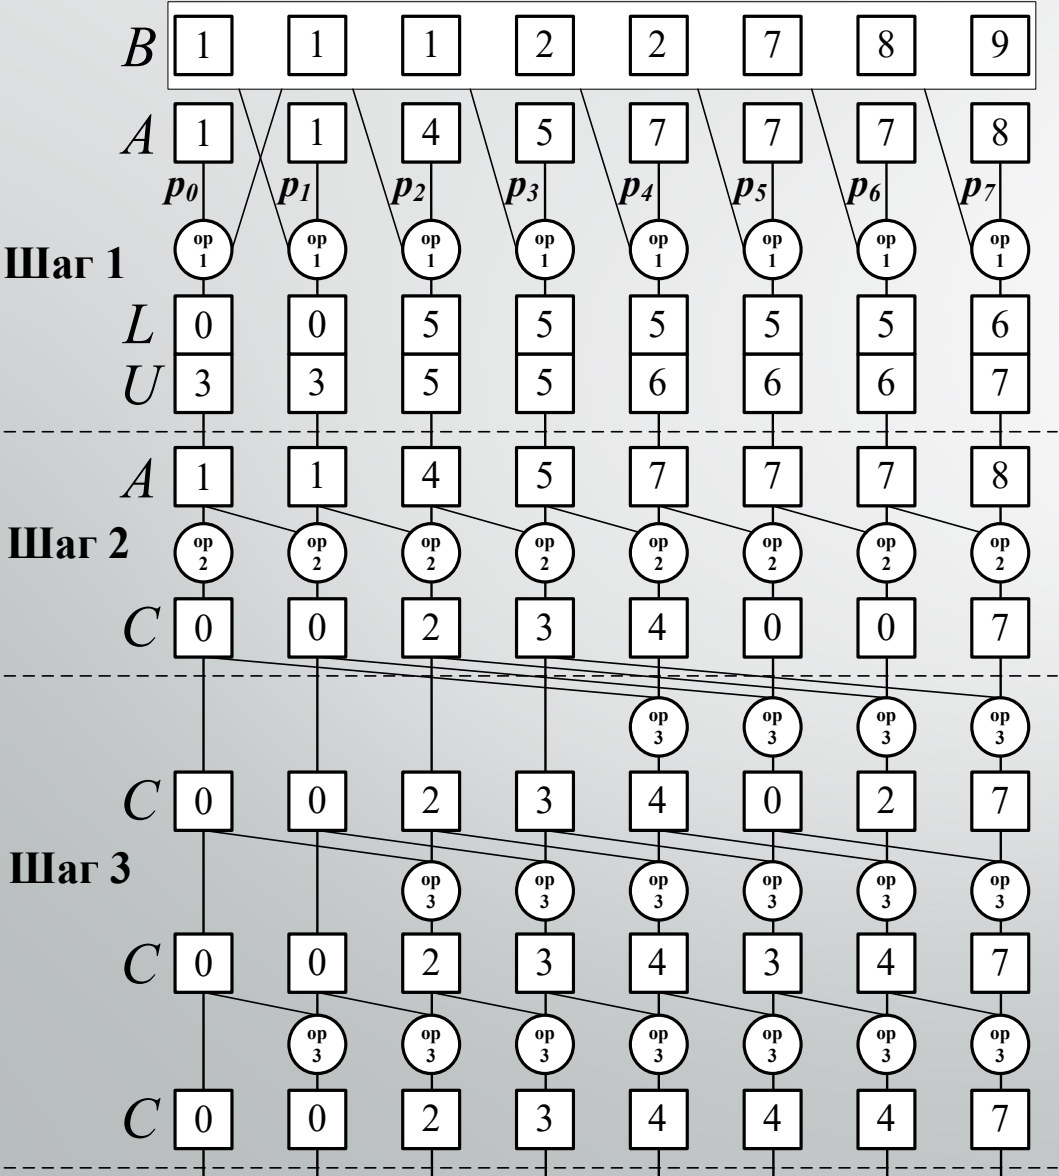 B 1 1 1 2 2 7 8 9
A 1 1 4 5 7 7 7 8
p0 p1 p2 p3 p4 p5 p6 p7
op 1 op 1 op 1 op 1 op 1 op 1 op 1 op 1
Шаг 1
L 0 0 5 5 5 5 5 6
U 3 3 5 5 6 6 6 7
A 1 1 4 5 7 7 7 8
Шаг 2 op 2 op 2 op 2 op 2 op 2 op 2 op 2 op 2
C 0 0 2 3 4 0 0 7
op 3 op 3 op 3 op 3
C 0 0 2 3 4 0 2 7
Шаг 3 op 3 op 3 op 3 op 3 op 3 op 3
C 0 0 2 3 4 3 4 7
op 3 op 3 op 3 op 3 op 3 op 3 op 3
C 0 0 2 3 4 4 4 7